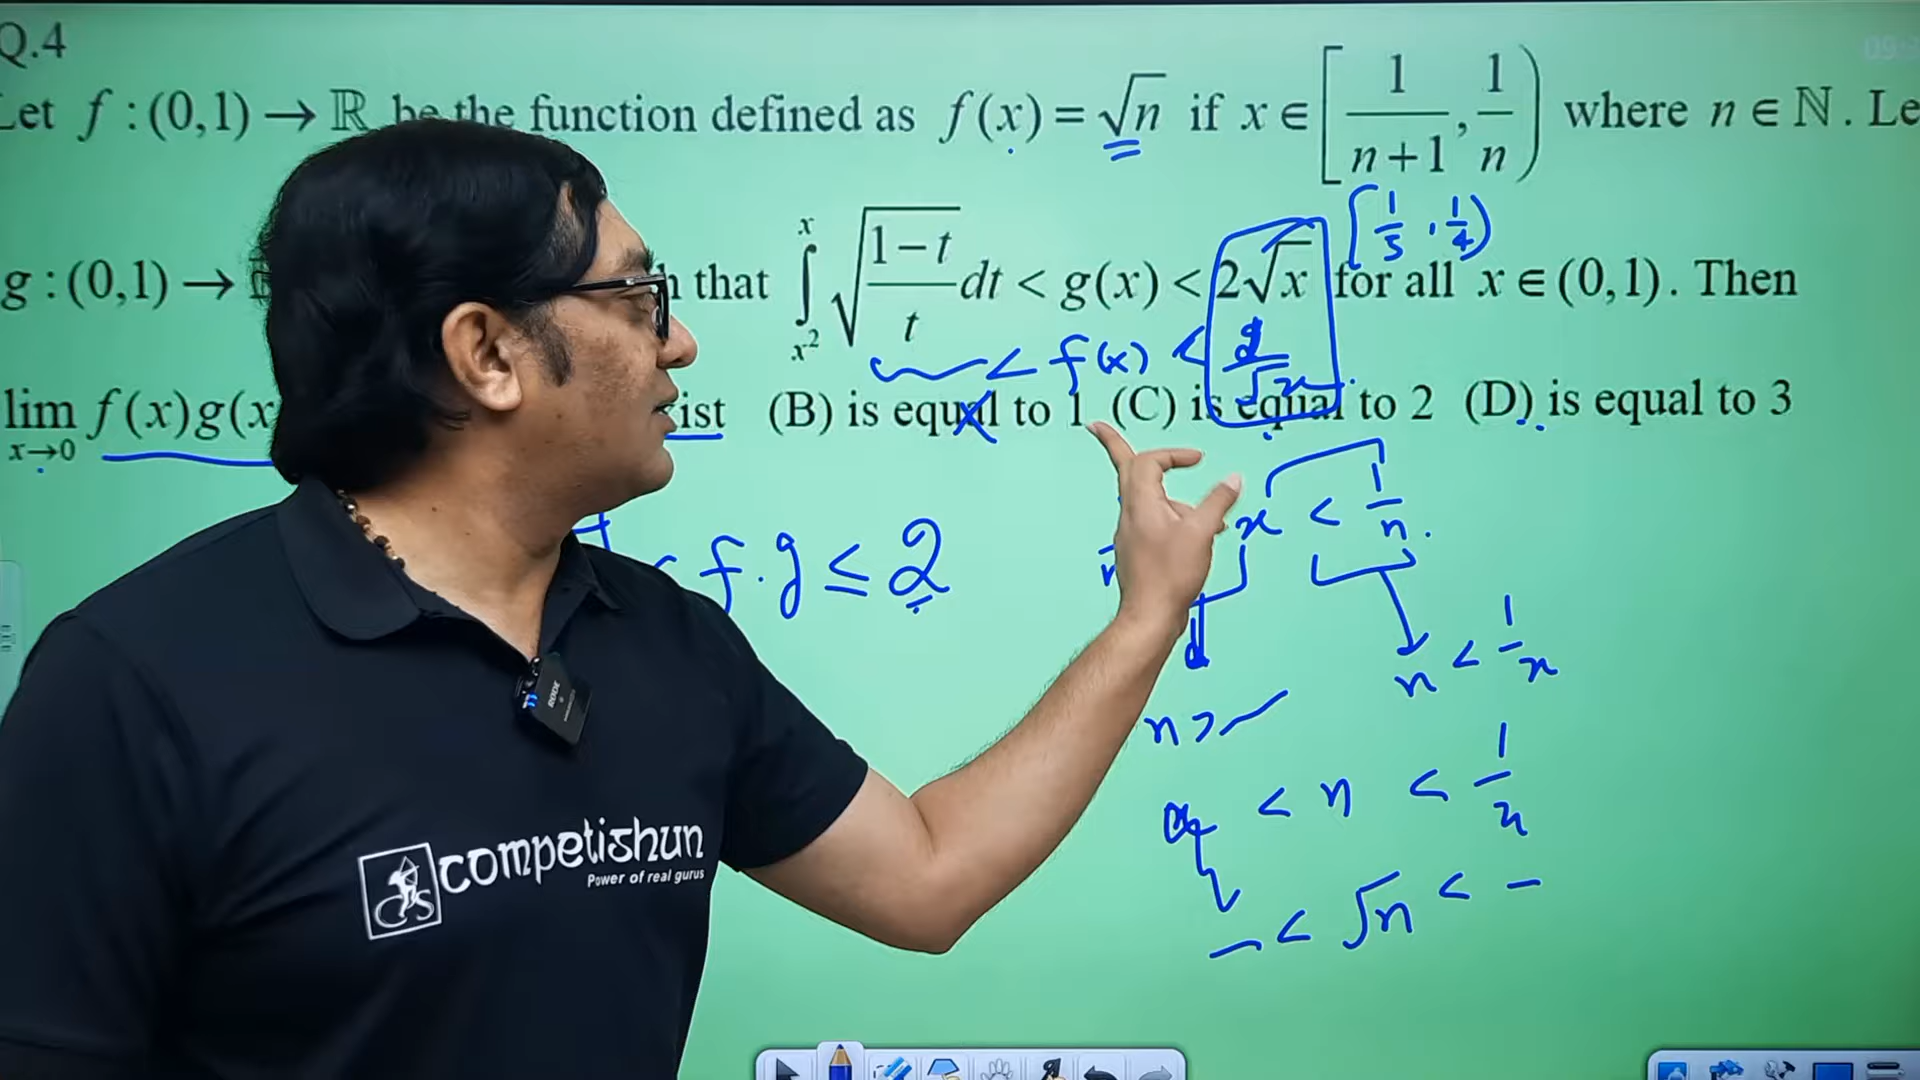 Q.4
Let f : (0,1) → ℝ be the function defined as f(x) = √n if x ∈ [1/(n+1), 1/n) where n ∈ ℕ. Le
[1/5, 1/4)
g : (0,1) → that ∫_{x²}^{x} √((1−t)/t) dt < g(x) < 2√x for all x ∈ (0,1). Then
< f(x) <
lim_{x→0} f(x)g(x ist (B) is equal to 1 (C) is equal to 2 (D) is equal to 3
x < 1/n
f.g ≤ 2
n < 1/x
n >
< n < 1/x
< √n <
RODE
competishun
Power of real gurus
CS